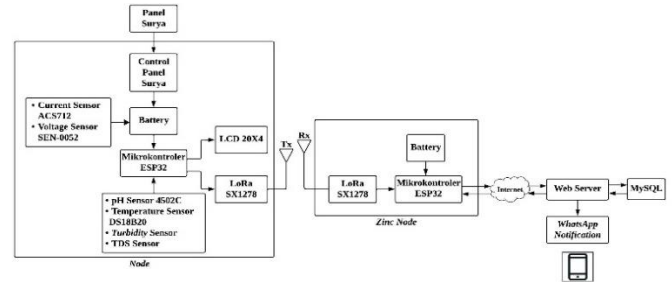 Panel
Surya
Control
Panel
Surya
• Current Sensor
ACS712
• Voltage Sensor
SEN-0052
Battery
LCD 20X4
Mikrokontroler
ESP32
LoRa
SX1278
• pH Sensor 4502C
• Temperature Sensor
DS18B20
• Turbidity Sensor
• TDS Sensor
Node
Tx
Rx
Battery
LoRa
SX1278
Mikrokontroler
ESP32
Zinc Node
Internet
Web Server
MySQL
WhatsApp
Notification